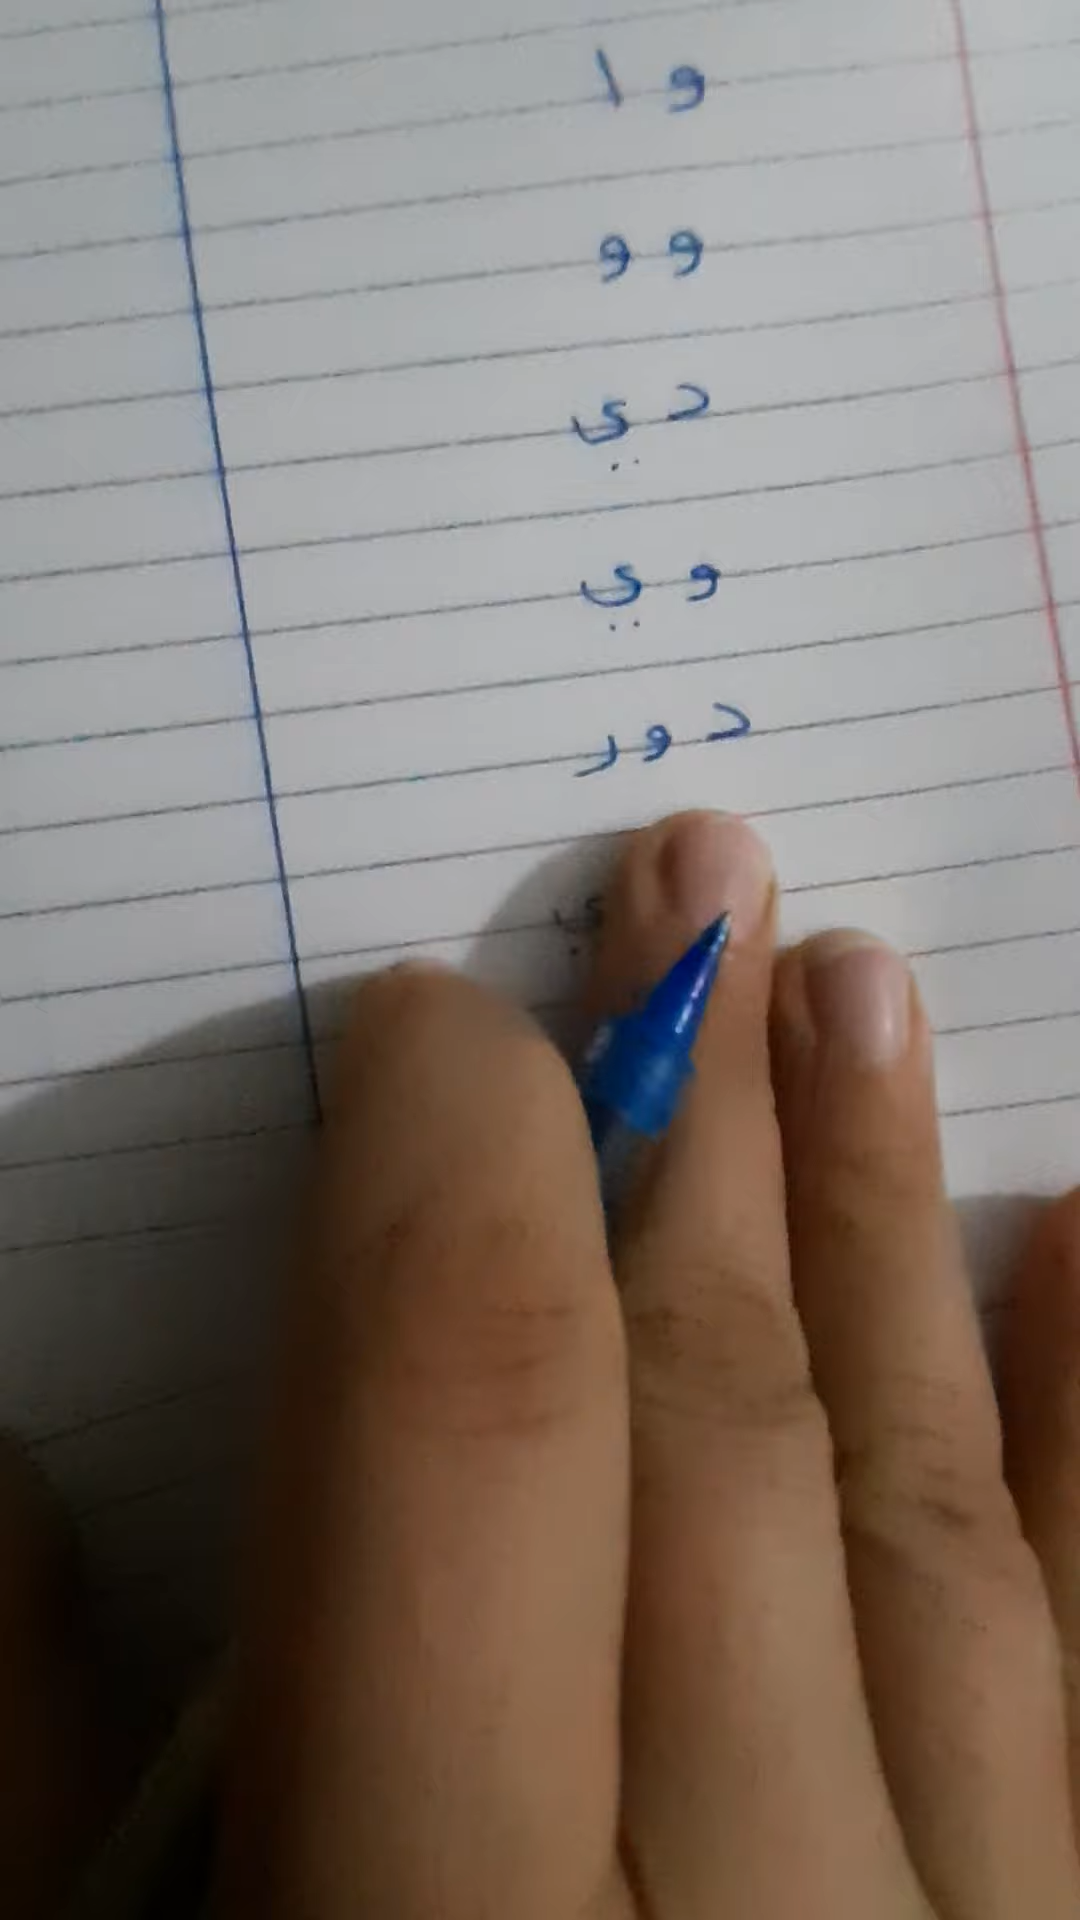 و ا
و و
د ي
و ي
د و ر